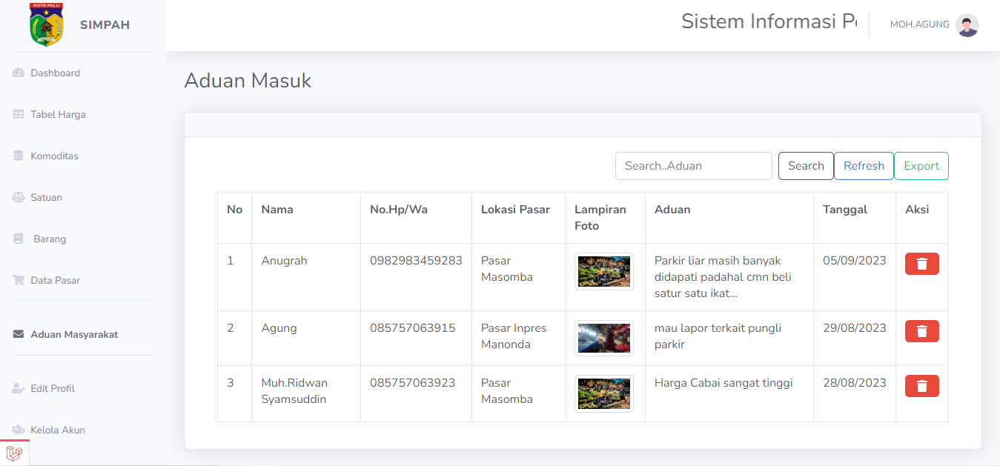 KOTA PALU
SIMPAH
Sistem Informasi P
MOH.AGUNG
Dashboard
Tabel Harga
Komoditas
Satuan
Barang
Data Pasar
Aduan Masyarakat
Edit Profil
Kelola Akun
Aduan Masuk
Search..Aduan
Search
Refresh
Export
No Nama No.Hp/Wa Lokasi Pasar Lampiran Foto Aduan Tanggal Aksi
1 Anugrah 0982983459283 Pasar Masomba Parkir liar masih banyak didapati padahal cmn beli satur satu ikat... 05/09/2023
2 Agung 085757063915 Pasar Inpres Manonda mau lapor terkait pungli parkir 29/08/2023
3 Muh.Ridwan Syamsuddin 085757063923 Pasar Masomba Harga Cabai sangat tinggi 28/08/2023